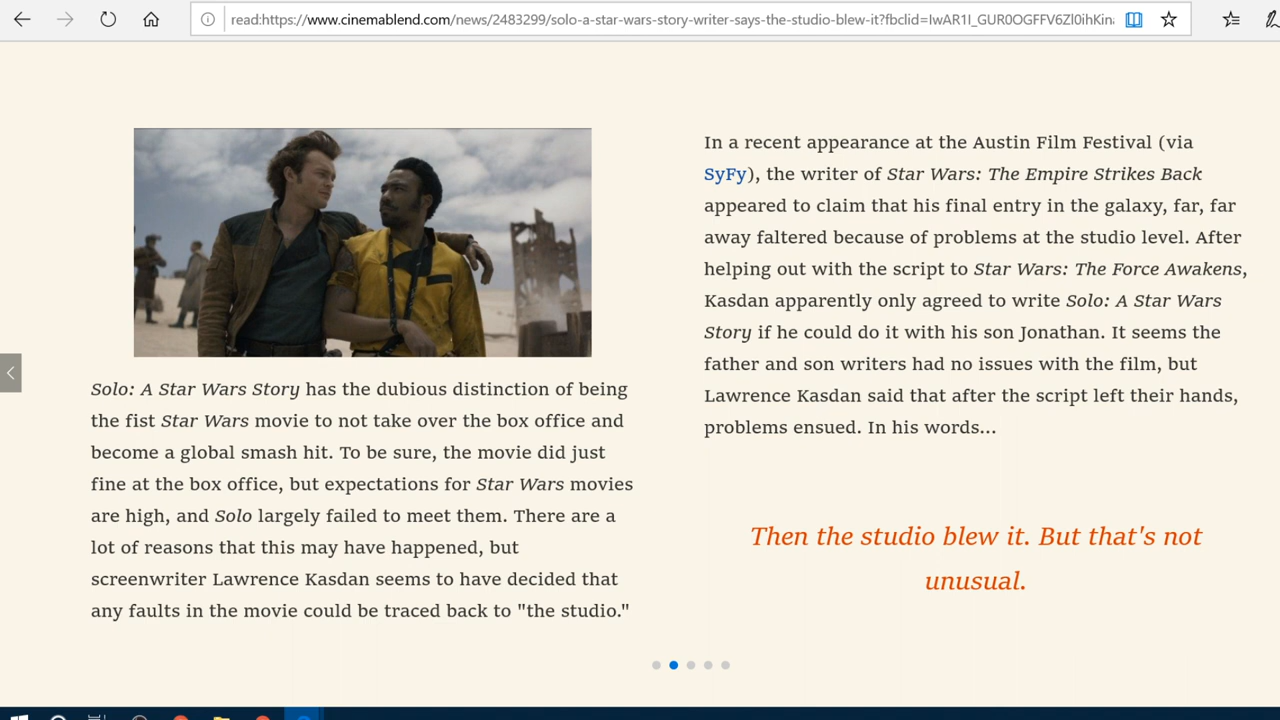 read:https://www.cinemablend.com/news/2483299/solo-a-star-wars-story-writer-says-the-studio-blew-it?fbclid=IwAR1I_GUR0OGFFV6Zl0ihKin
Solo: A Star Wars Story has the dubious distinction of being
the fist Star Wars movie to not take over the box office and
become a global smash hit. To be sure, the movie did just
fine at the box office, but expectations for Star Wars movies
are high, and Solo largely failed to meet them. There are a
lot of reasons that this may have happened, but
screenwriter Lawrence Kasdan seems to have decided that
any faults in the movie could be traced back to "the studio."
In a recent appearance at the Austin Film Festival (via
SyFy), the writer of Star Wars: The Empire Strikes Back
appeared to claim that his final entry in the galaxy, far, far
away faltered because of problems at the studio level. After
helping out with the script to Star Wars: The Force Awakens,
Kasdan apparently only agreed to write Solo: A Star Wars
Story if he could do it with his son Jonathan. It seems the
father and son writers had no issues with the film, but
Lawrence Kasdan said that after the script left their hands,
problems ensued. In his words...
Then the studio blew it. But that's not
unusual.